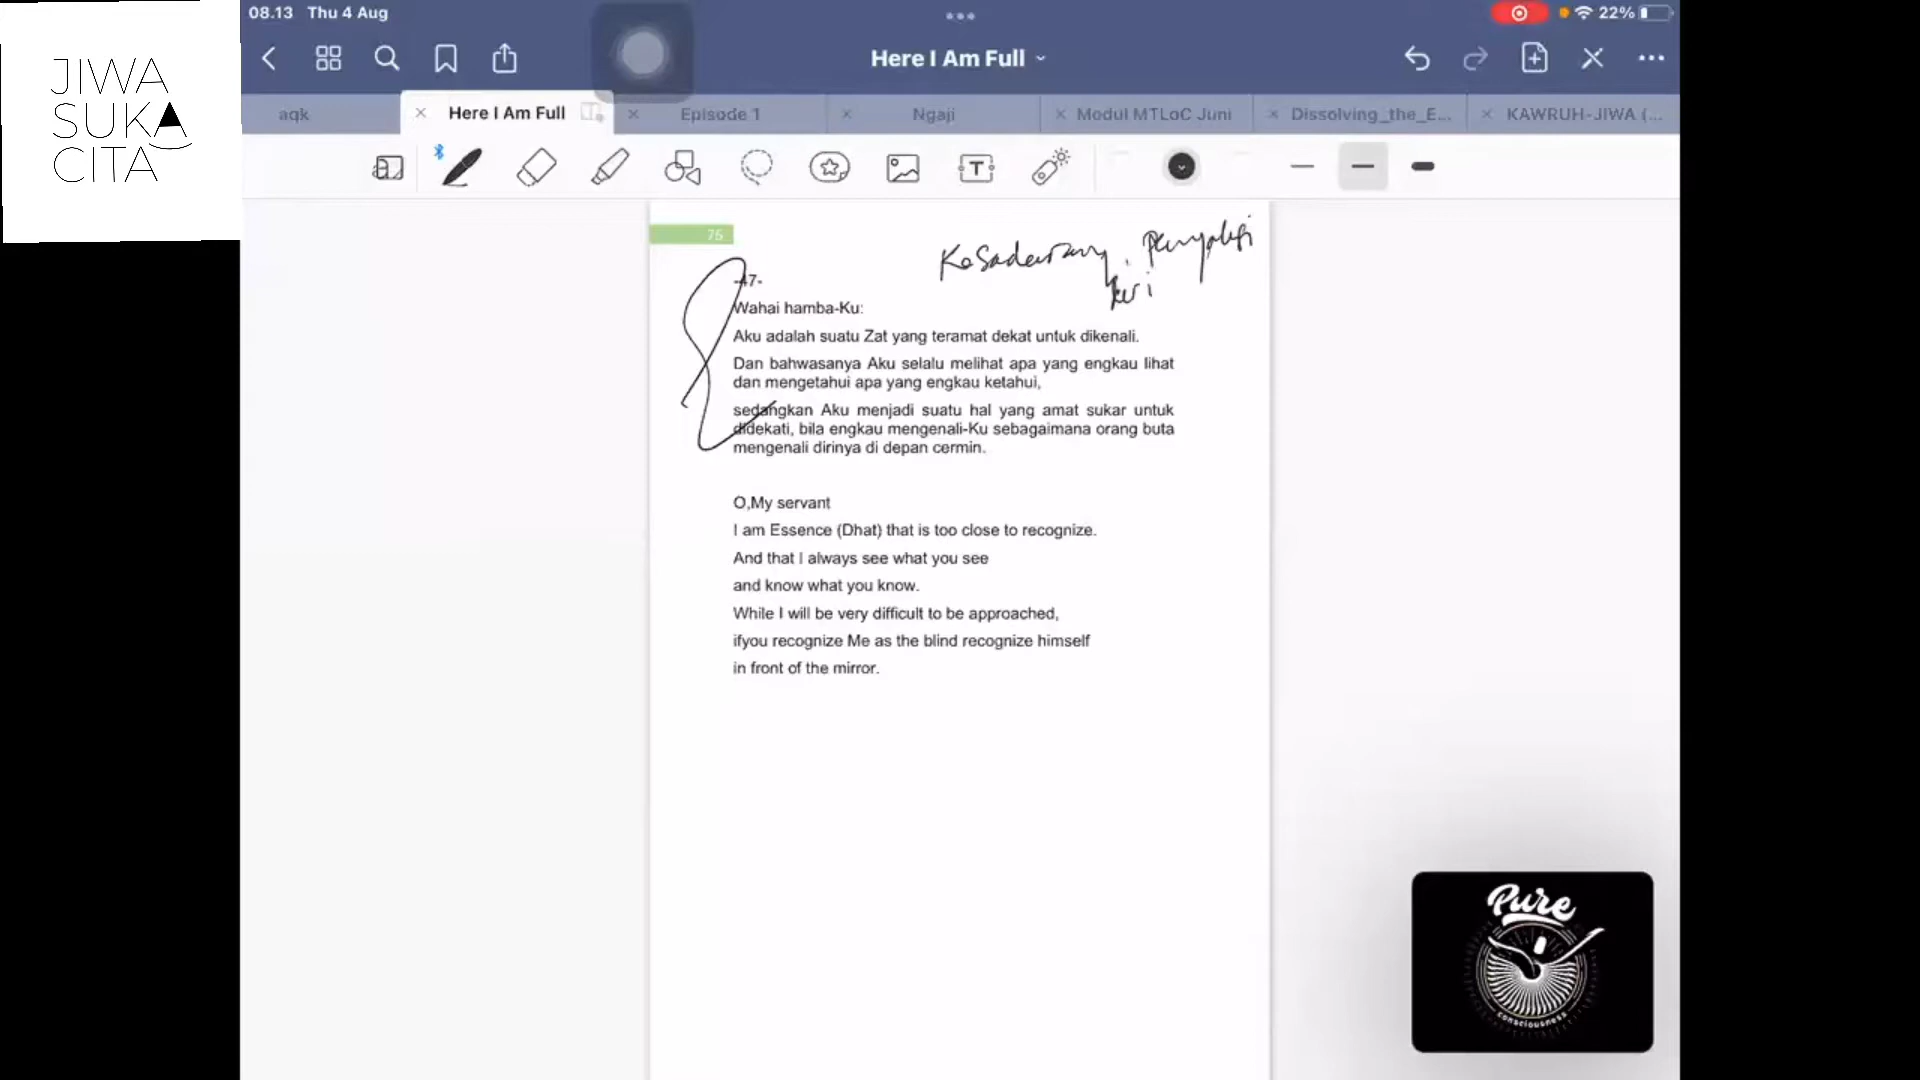 08.13 Thu 4 Aug
22%
JIWA
SUKA
CITA
Here I Am Full
aqk
Here I Am Full
Episode 1
Ngaji
Modul MTLoC Juni
Dissolving_the_E...
KAWRUH-JIWA (...
75
Kesadaran,
-47-
Wahai hamba-Ku:
Aku adalah suatu Zat yang teramat dekat untuk dikenali.
Dan bahwasanya Aku selalu melihat apa yang engkau lihat
dan mengetahui apa yang engkau ketahui,
sedangkan Aku menjadi suatu hal yang amat sukar untuk
didekati, bila engkau mengenali-Ku sebagaimana orang buta
mengenali dirinya di depan cermin.
O,My servant
I am Essence (Dhat) that is too close to recognize.
And that I always see what you see
and know what you know.
While I will be very difficult to be approached,
ifyou recognize Me as the blind recognize himself
in front of the mirror.
Pure
consciousness